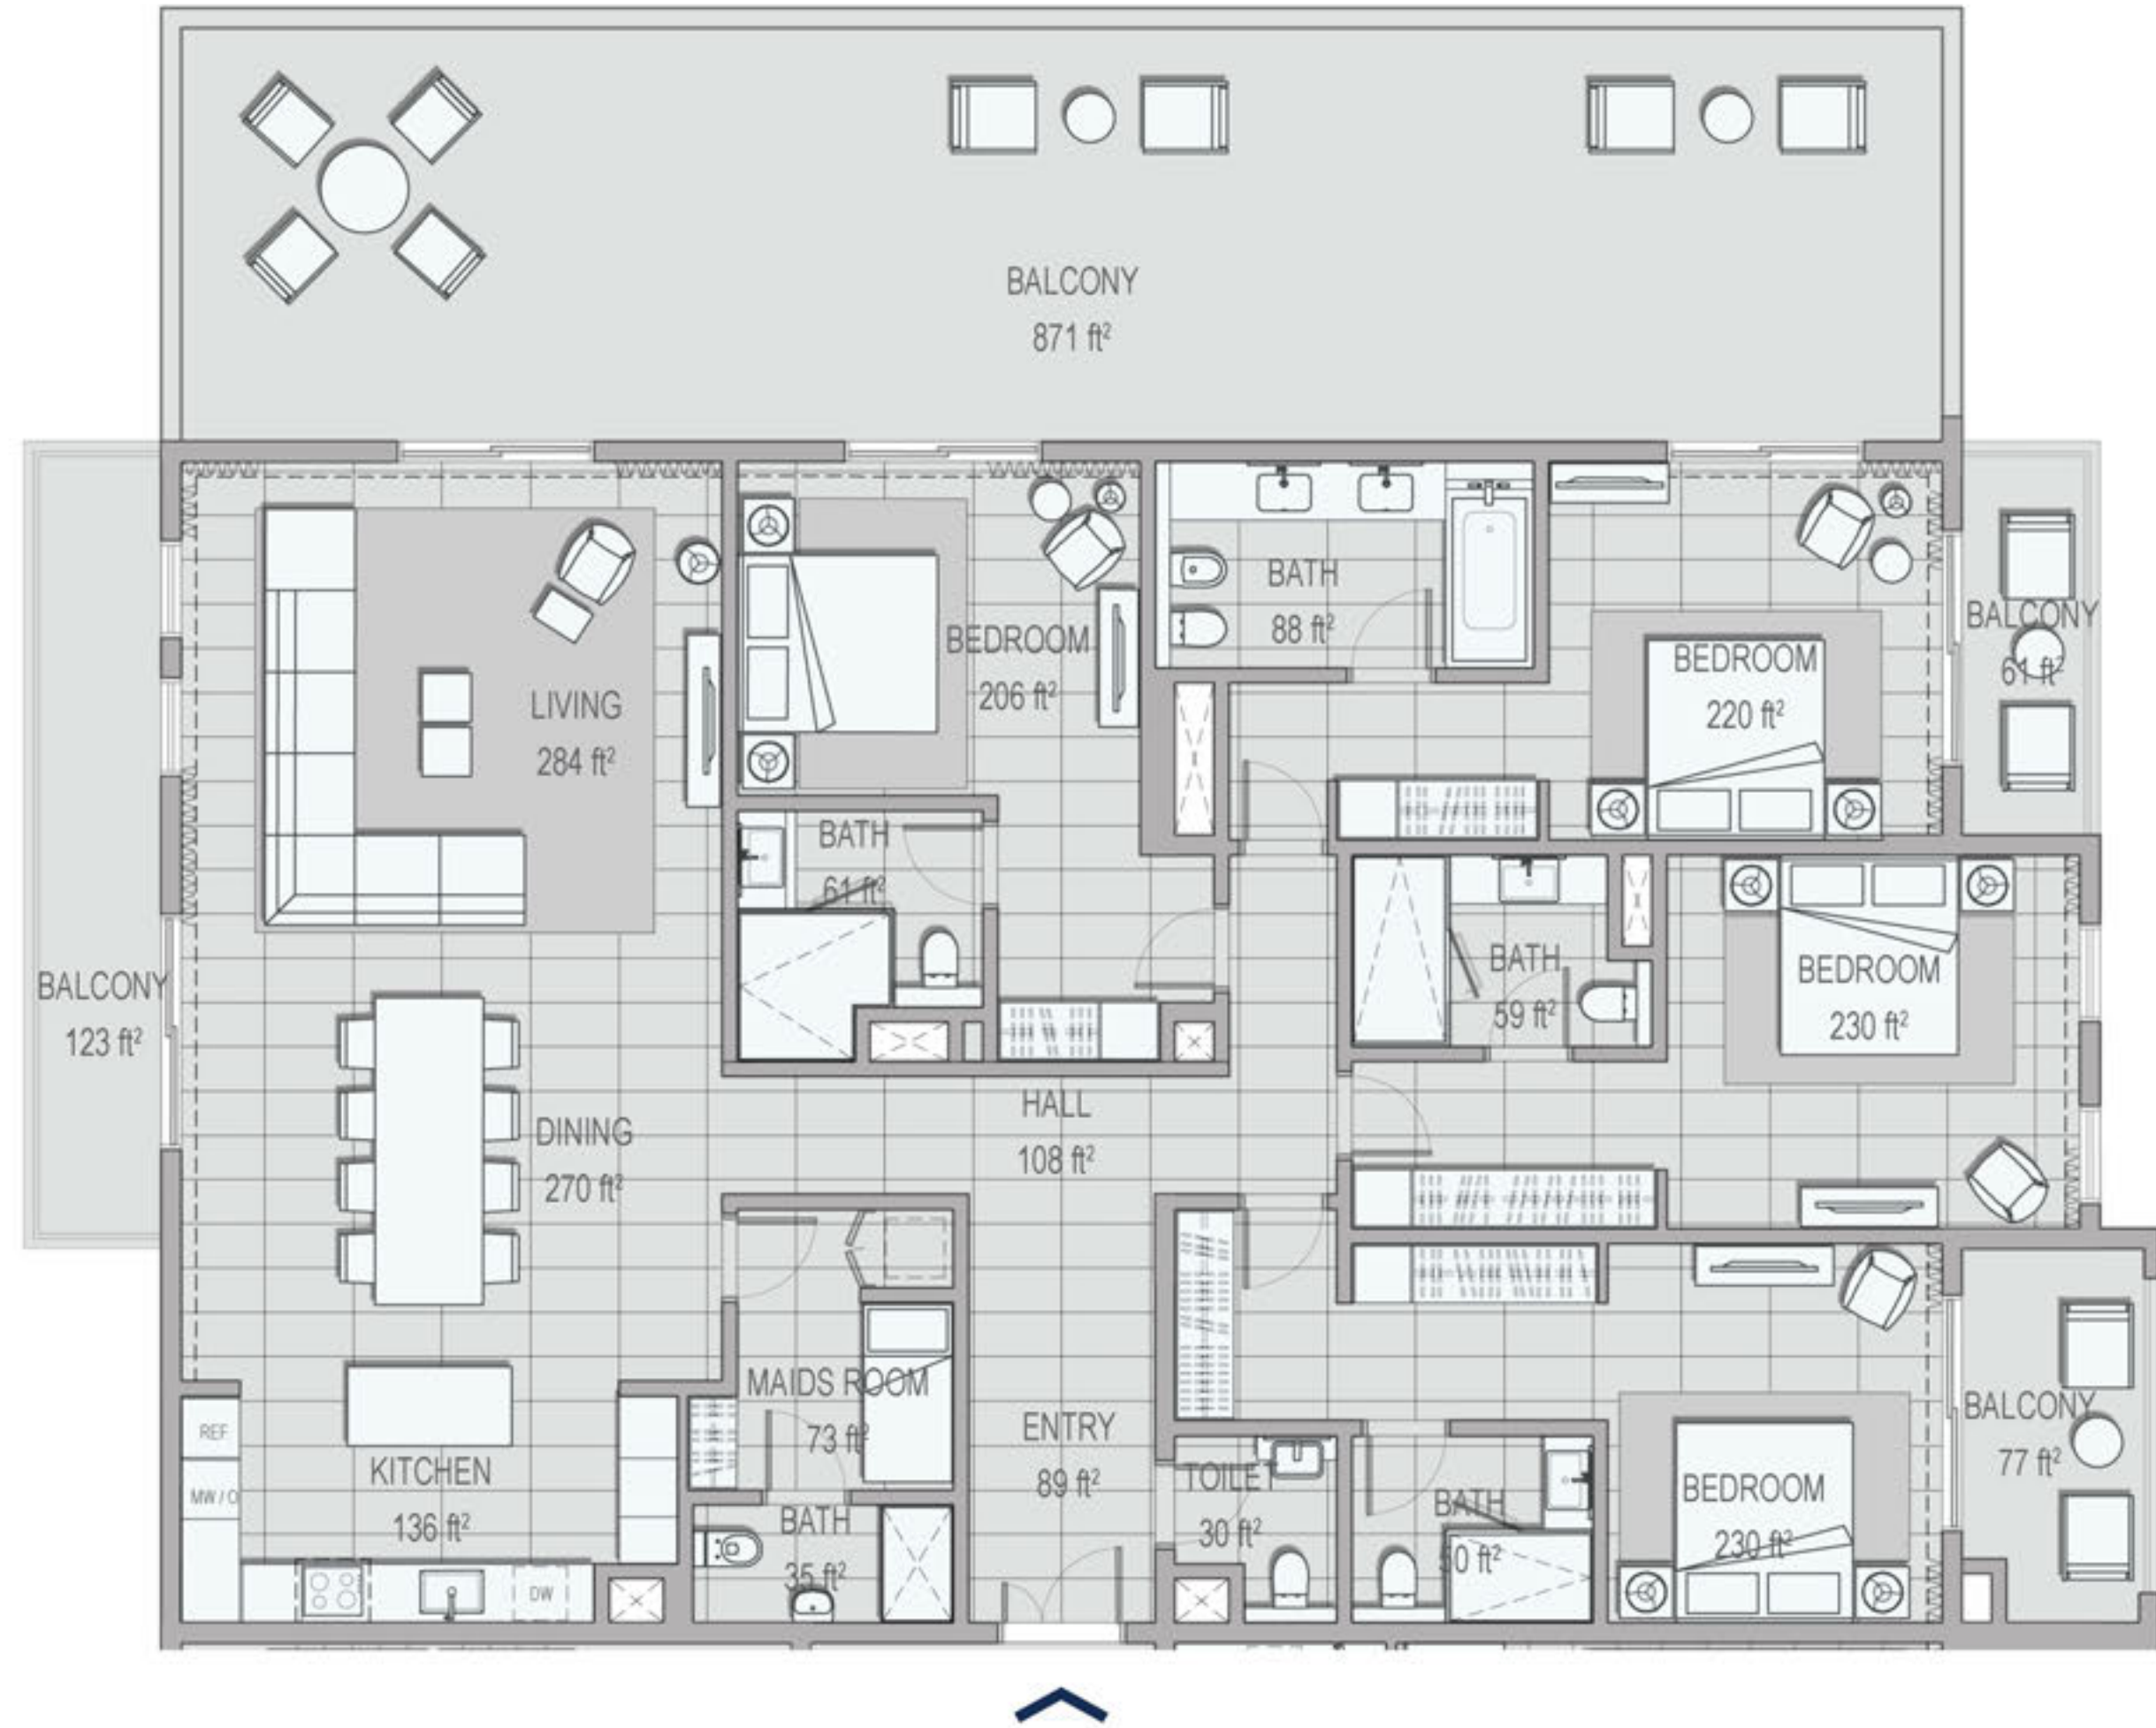 BALCONY
871 ft²
LIVING
284 ft²
BEDROOM
206 ft²
BATH
88 ft²
BEDROOM
220 ft²
BALCONY
61 ft²
BATH
61 ft²
BALCONY
123 ft²
BATH
59 ft²
BEDROOM
230 ft²
DINING
270 ft²
HALL
108 ft²
MAIDS ROOM
73 ft²
ENTRY
89 ft²
REF
MW / O
KITCHEN
136 ft²
DW
BATH
35 ft²
TOILET
30 ft²
BATH
50 ft²
BEDROOM
230 ft²
BALCONY
77 ft²